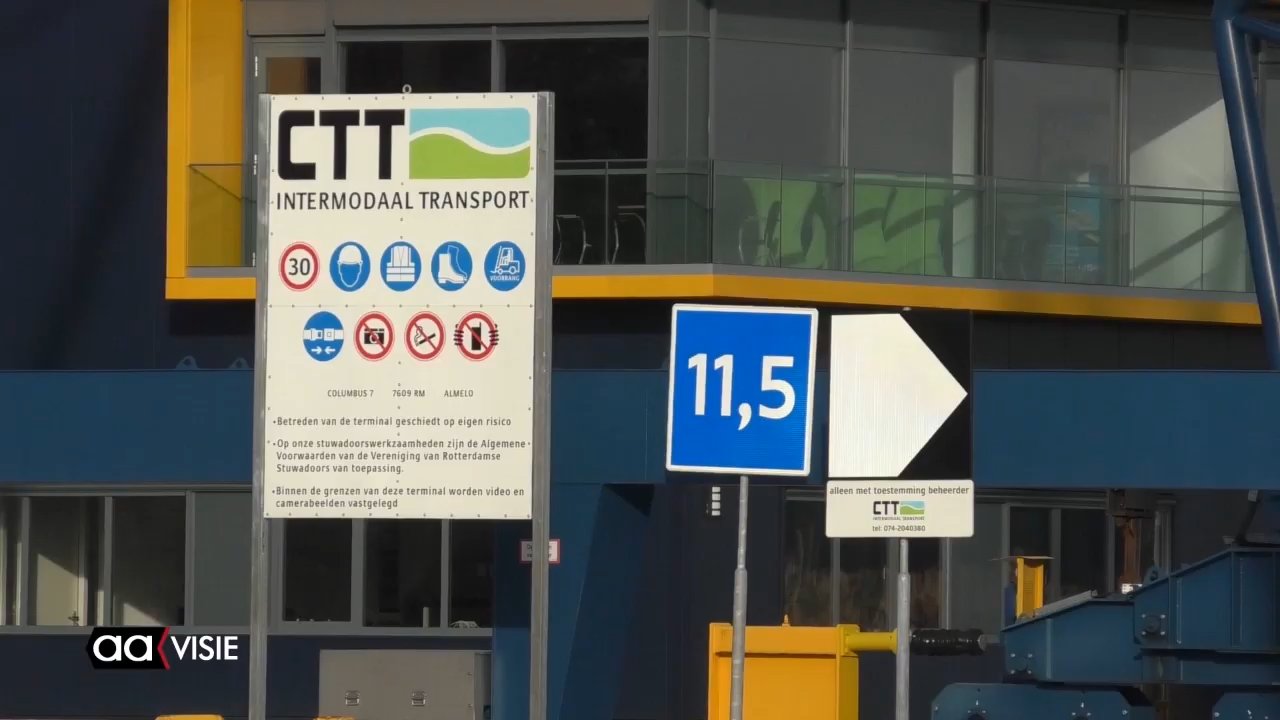 CTT
INTERMODAAL TRANSPORT
30
VOORRANG
COLUMBUS 7 7609 RM ALMELO
• Betreden van de terminal geschiedt op eigen risico
• Op onze stuwadoorswerkzaamheden zijn de Algemene
Voorwaarden van de Vereniging van Rotterdamse
Stuwadoors van toepassing.
• Binnen de grenzen van deze terminal worden video en
camerabeelden vastgelegd
11,5
alleen met toestemming beheerder
CTT
INTERMODAAL TRANSPORT
tel: 074-2040380
aa VISIE